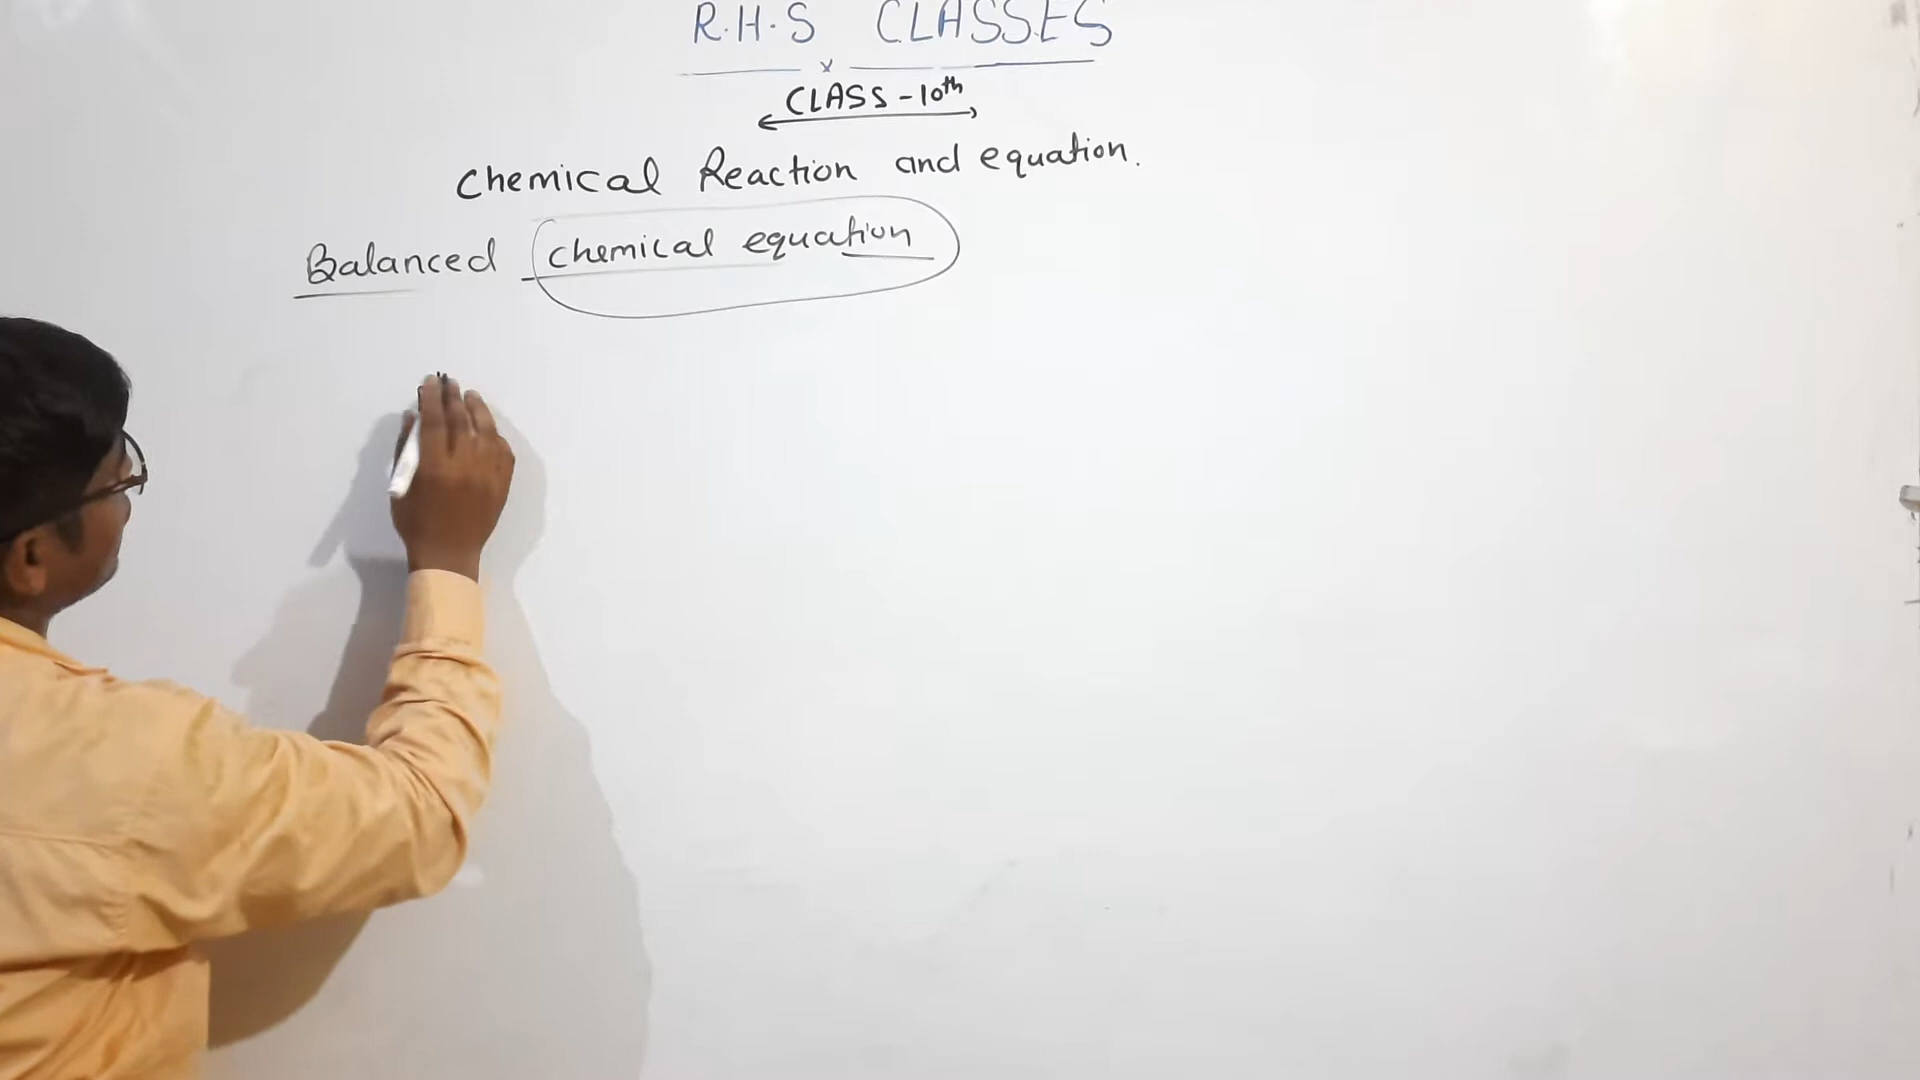 R.H.S CLASSES
x
CLASS - 10th
Chemical Reaction and equation.
Balanced chemical equation